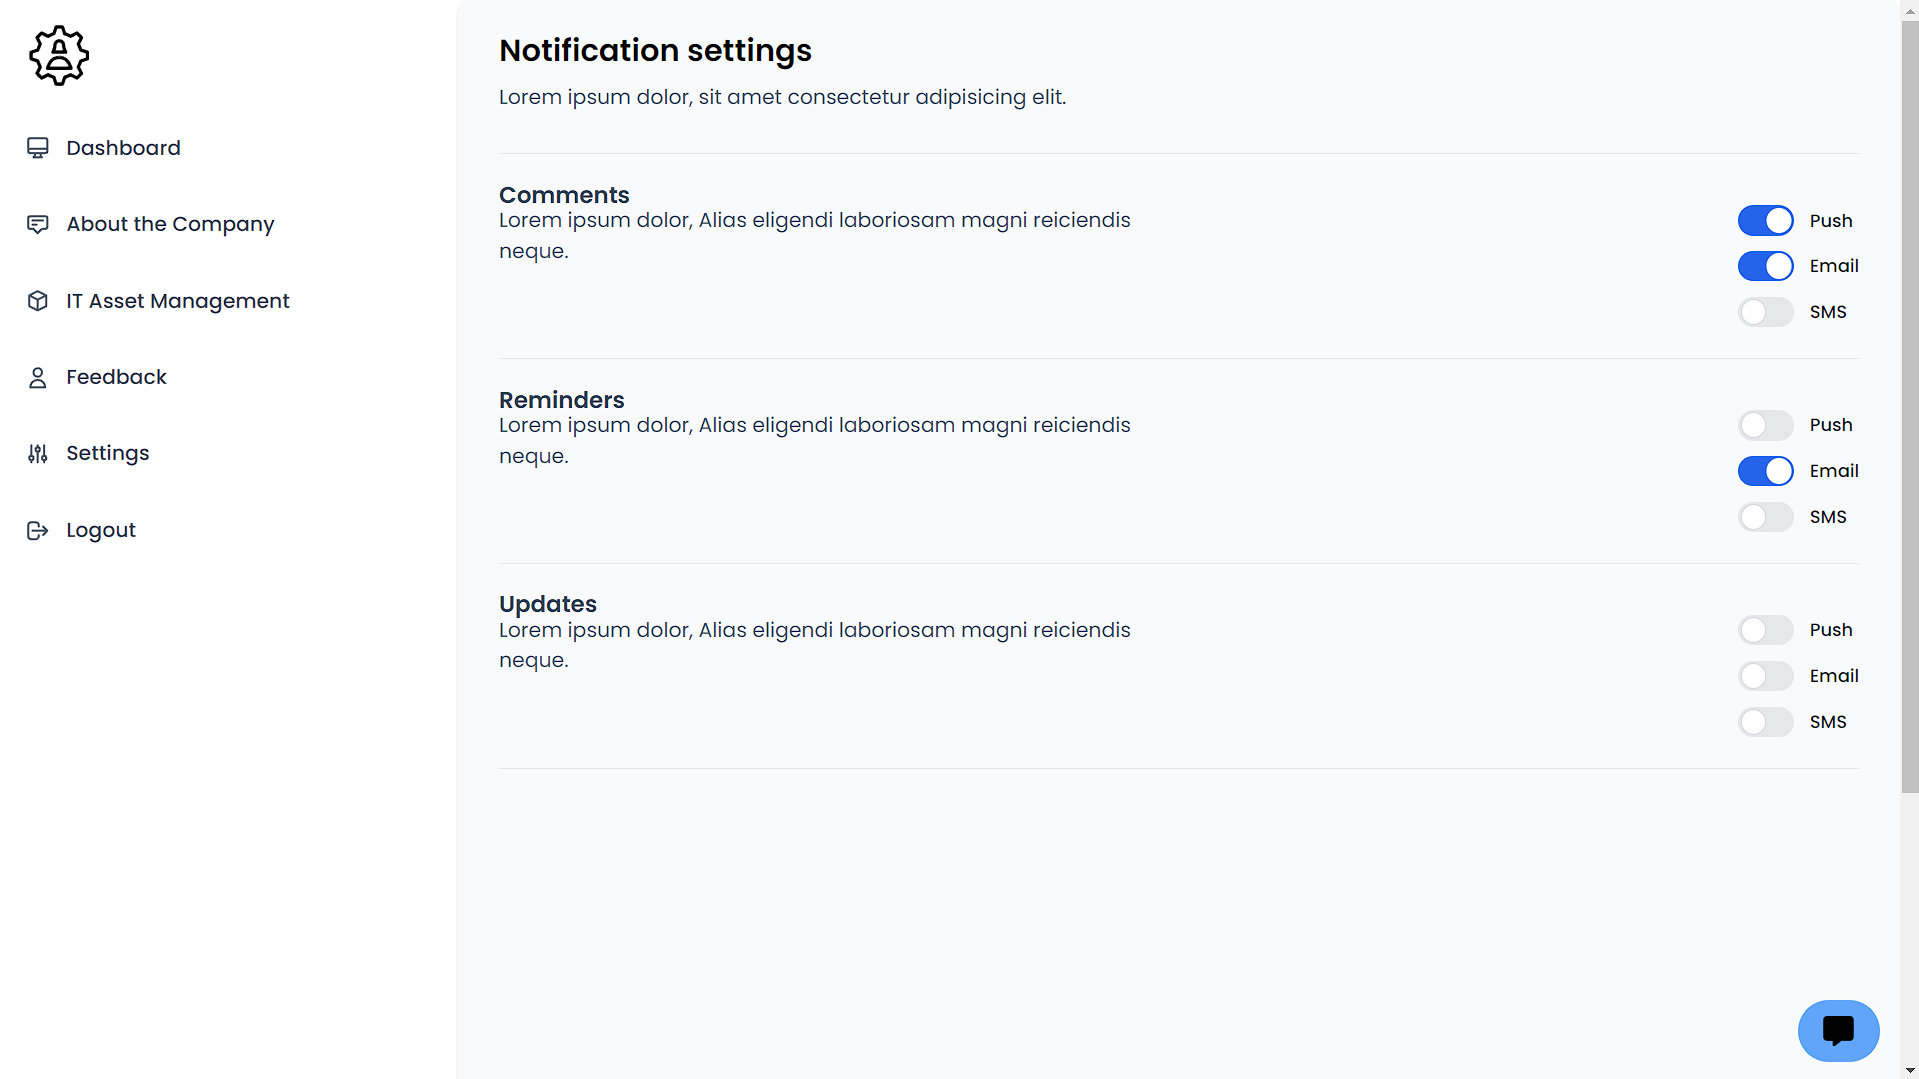 Dashboard
About the Company
IT Asset Management
Feedback
Settings
Logout
Notification settings
Lorem ipsum dolor, sit amet consectetur adipisicing elit.
Comments
Lorem ipsum dolor, Alias eligendi laboriosam magni reiciendis
neque.
Push
Email
SMS
Reminders
Lorem ipsum dolor, Alias eligendi laboriosam magni reiciendis
neque.
Push
Email
SMS
Updates
Lorem ipsum dolor, Alias eligendi laboriosam magni reiciendis
neque.
Push
Email
SMS